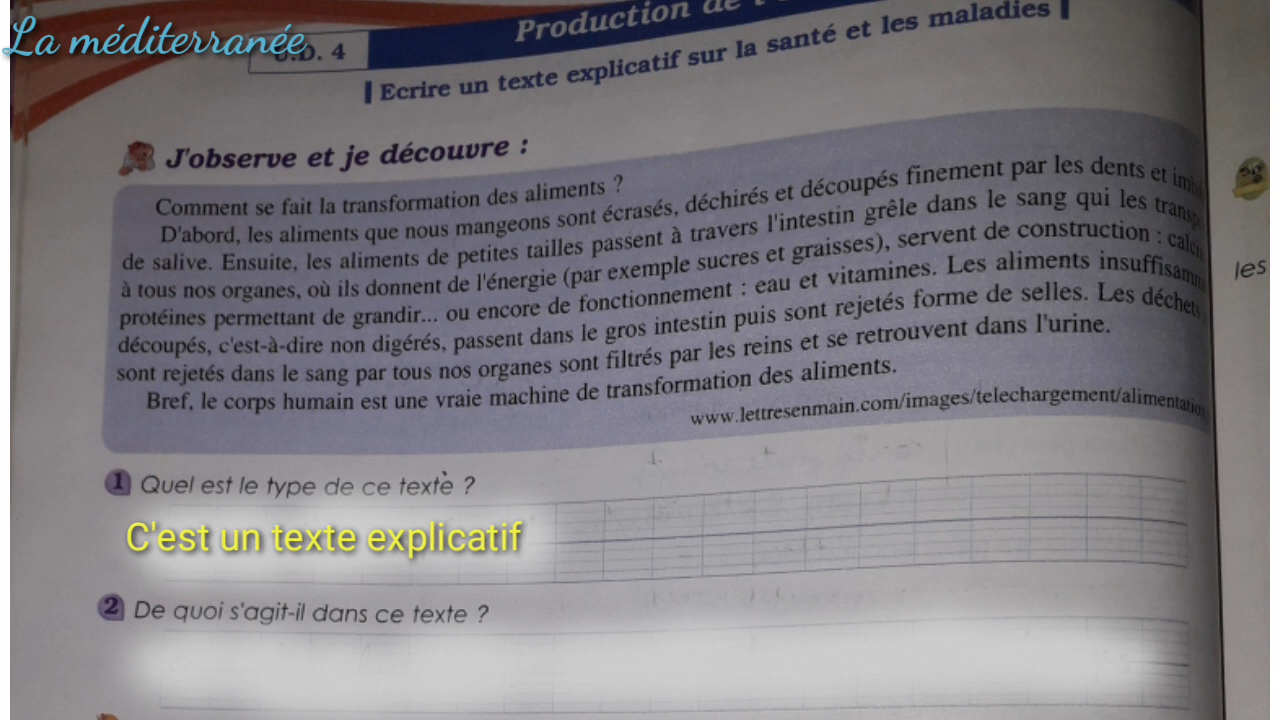 La méditerranée
U.D. 4
Production de
Ecrire un texte explicatif sur la santé et les maladies
J'observe et je découvre :
Comment se fait la transformation des aliments ?
D'abord, les aliments que nous mangeons sont écrasés, déchirés et découpés finement par les dents et
de salive. Ensuite, les aliments de petites tailles passent à travers l'intestin grêle dans le sang qui les
à tous nos organes, où ils donnent de l'énergie (par exemple sucres et graisses), servent de construction :
protéines permettant de grandir... ou encore de fonctionnement : eau et vitamines. Les aliments
découpés, c'est-à-dire non digérés, passent dans le gros intestin puis sont rejetés forme de selles. Les déchets
sont rejetés dans le sang par tous nos organes sont filtrés par les reins et se retrouvent dans l'urine.
Bref, le corps humain est une vraie machine de transformation des aliments.
www.lettresenmain.com/images/telechargement/alimentatio
les
1 Quel est le type de ce texte ?
C'est un texte explicatif
2 De quoi s'agit-il dans ce texte ?